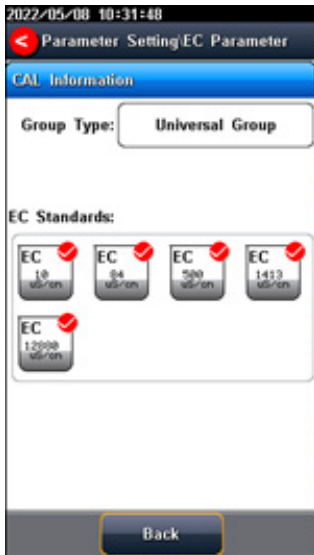 2022/05/08 10:31:48
Parameter Setting\EC Parameter
CAL Information
Group Type: Universal Group
EC Standards:
EC EC EC EC
10 84 500 1413
uS/cm uS/cm uS/cm uS/cm
EC
12880
uS/cm
Back